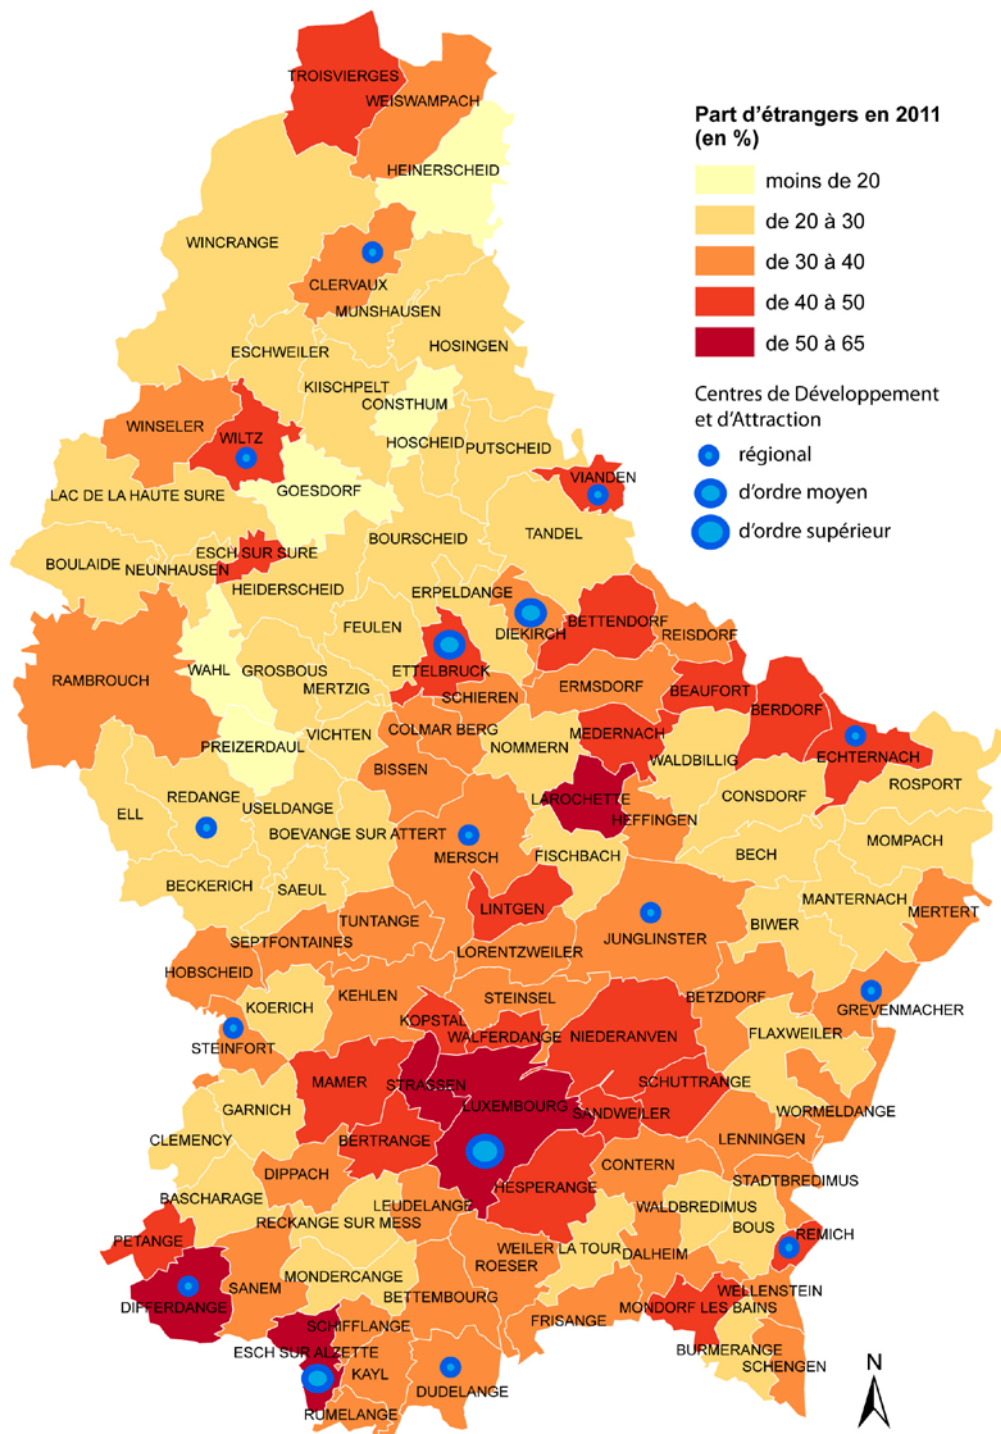 TROISVIERGES
WEISWAMPACH
HEINERSCHEID
WINCRANGE
CLERVAUX
MUNSHAUSEN
HOSINGEN
ESCHWEILER
KIISCHPELT
CONSTHUM
WINSELER
WILTZ
HOSCHEID
PUTSCHEID
VIANDEN
LAC DE LA HAUTE SURE
GOESDORF
BOURSCHEID
TANDEL
BOULAIDE
NEUNHAUSEN
ESCH SUR SURE
HEIDERSCHEID
ERPELDANGE
FEULEN
DIEKIRCH
BETTENDORF
REISDORF
RAMBROUCH
WAHL
GROSBOUS
MERTZIG
ETTELBRUCK
SCHIEREN
ERMSDORF
BEAUFORT
BERDORF
PREIZERDAUL
VICHTEN
COLMAR BERG
NOMMERN
MEDERNACH
WALDBILLIG
ECHTERNACH
BISSEN
ROSPORT
ELL
REDANGE
USELDANGE
LAROCHETTE
CONSDORF
BOEVANGE SUR ATTERT
HEFFINGEN
MOMPACH
MERSCH
FISCHBACH
BECH
BECKERICH
SAEUL
MANTERNACH
LINTGEN
MERTERT
TUNTANGE
JUNGLINSTER
BIWER
SEPTFONTAINES
LORENTZWEILER
HOBSCHEID
KEHLEN
STEINSEL
BETZDORF
KOERICH
GREVENMACHER
KOPSTAL
WALFERDANGE
NIEDERANVEN
FLAXWEILER
STEINFORT
MAMER
STRASSEN
SCHUTTRANGE
LUXEMBOURG
SANDWEILER
WORMELDANGE
GARNICH
CLEMENCY
BERTRANGE
LENNINGEN
DIPPACH
CONTERN
STADTBREDIMUS
HESPERANGE
BASCHARAGE
LEUDELANGE
WALDBREDIMUS
RECKANGE SUR MESS
BOUS
REMICH
PETANGE
WEILER LA TOUR
DALHEIM
ROESER
MONDERCANGE
SANEM
BETTEMBOURG
WELLENSTEIN
DIFFERDANGE
MONDORF LES BAINS
FRISANGE
SCHIFFLANGE
ESCH SUR ALZETTE
BURMERANGE
SCHENGEN
KAYL
DUDELANGE
RUMELANGE
Part d’étrangers en 2011
(en %)
moins de 20
de 20 à 30
de 30 à 40
de 40 à 50
de 50 à 65
Centres de Développement
et d'Attraction
régional
d'ordre moyen
d'ordre supérieur
N